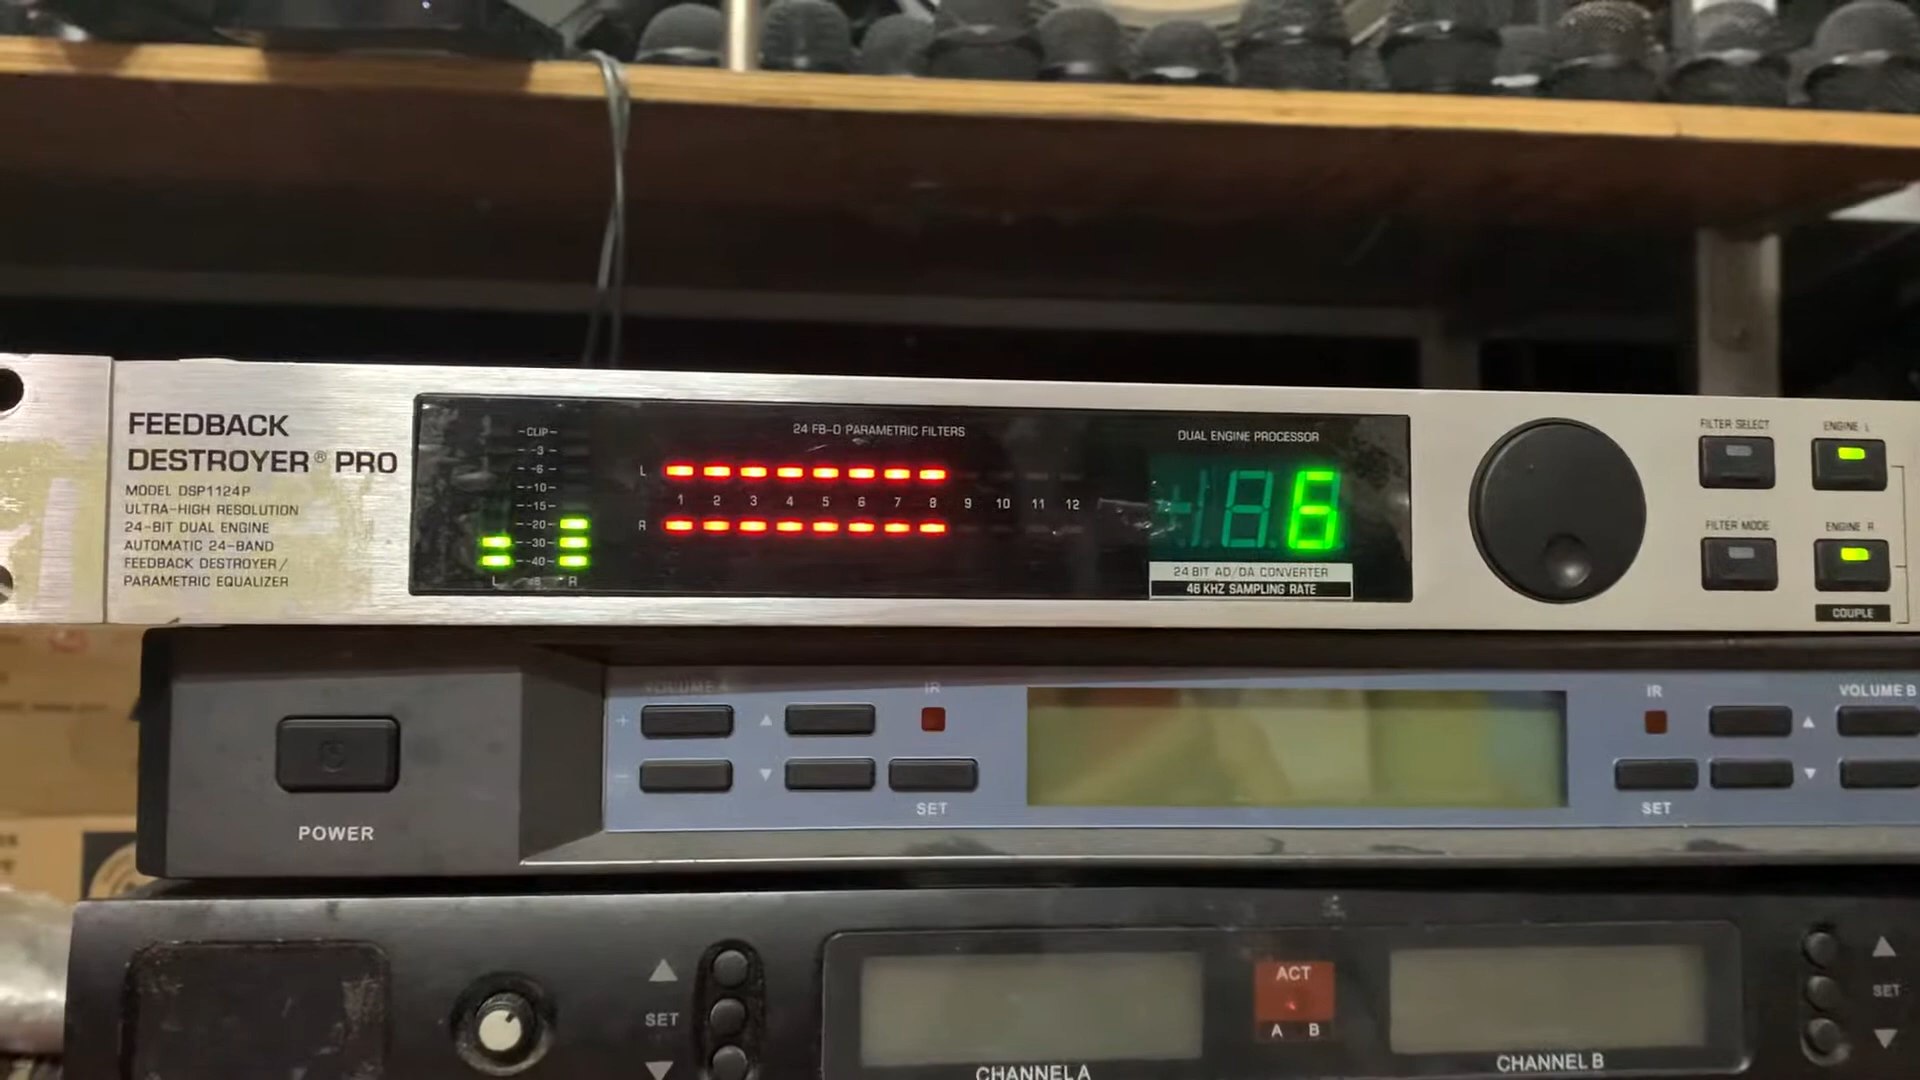 FEEDBACK
DESTROYER® PRO
MODEL DSP1124P
ULTRA-HIGH RESOLUTION
24-BIT DUAL ENGINE
AUTOMATIC 24-BAND
FEEDBACK DESTROYER/
PARAMETRIC EQUALIZER
CLIP
-3
-6
-10
-15
-20
-30
-40
L R
24 FB-D PARAMETRIC FILTERS
L
1 2 3 4 5 6 7 8 9 10 11 12
R
DUAL ENGINE PROCESSOR
6
24 BIT AD/DA CONVERTER
46 KHZ SAMPLING RATE
FILTER SELECT
ENGINE L
FILTER MODE
ENGINE R
COUPLE
POWER
VOLUME A
+
−
IR
SET
IR
VOLUME B
SET
SET
ACT
A B
CHANNEL A
CHANNEL B
SET